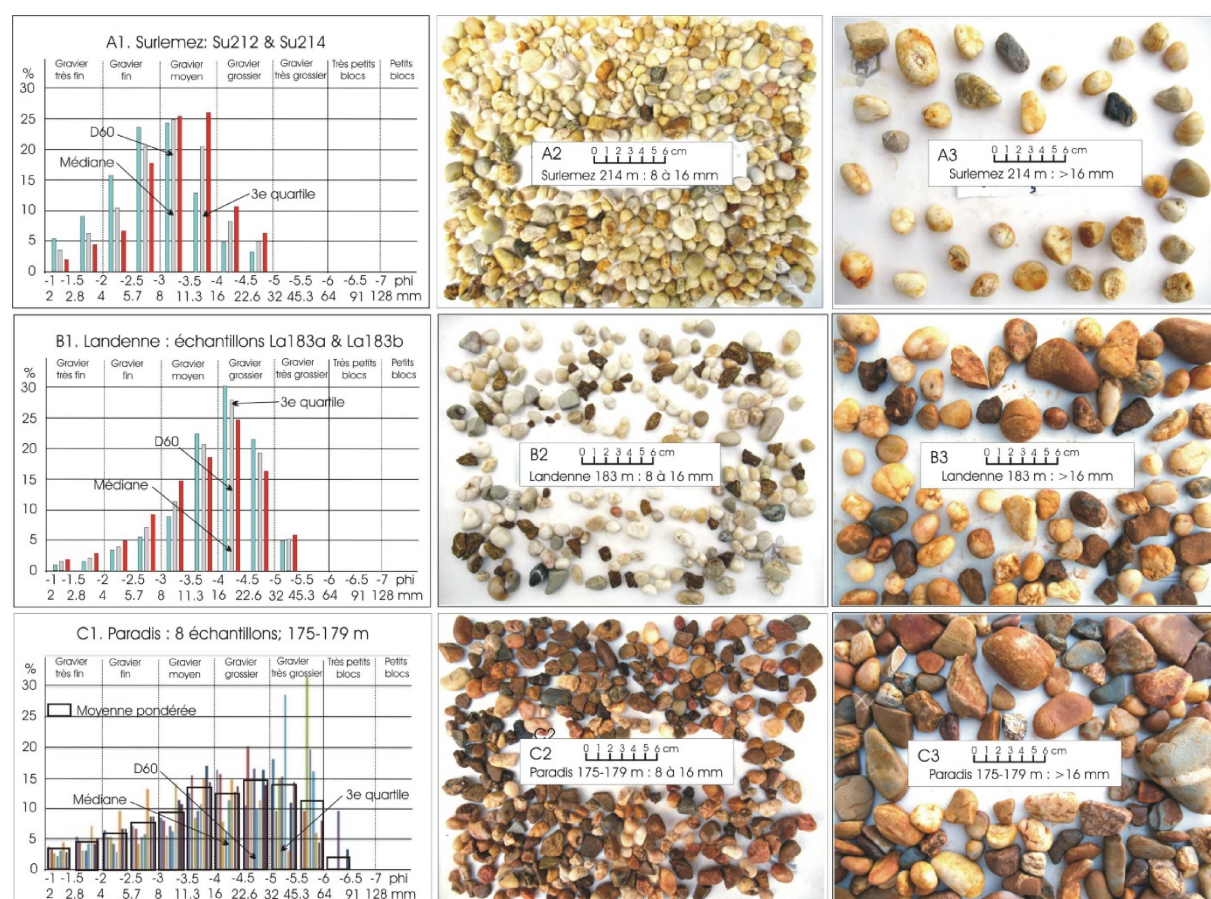 A1. Surlemez: Su212 & Su214
Gravier très fin
Gravier fin
Gravier moyen
Gravier grossier
Gravier très grossier
Très petits blocs
Petits blocs
%
30
25
20
15
10
5
0
D60
Médiane
3e quartile
-1 -1.5 -2 -2.5 -3 -3.5 -4 -4.5 -5 -5.5 -6 -6.5 -7 phi
2 2.8 4 5.7 8 11.3 16 22.6 32 45.3 64 91 128 mm
A2 0 1 2 3 4 5 6 cm
Surlemez 214 m : 8 à 16 mm
A3 0 1 2 3 4 5 6 cm
Surlemez 214 m : >16 mm
B1. Landenne : échantillons La183a & La183b
Gravier très fin
Gravier fin
Gravier moyen
Gravier grossier
Gravier très grossier
Très petits blocs
Petits blocs
%
30
25
20
15
10
5
0
3e quartile
D60
Médiane
-1 -1.5 -2 -2.5 -3 -3.5 -4 -4.5 -5 -5.5 -6 -6.5 -7 phi
2 2.8 4 5.7 8 11.3 16 22.6 32 45.3 64 91 128 mm
B2 0 1 2 3 4 5 6 cm
Landenne 183 m : 8 à 16 mm
B3 0 1 2 3 4 5 6 cm
Landenne 183 m : >16 mm
C1. Paradis : 8 échantillons; 175-179 m
Gravier très fin
Gravier fin
Gravier moyen
Gravier grossier
Gravier très grossier
Très petits blocs
Petits blocs
%
30
25
20
15
10
5
0
Moyenne pondérée
D60
Médiane
3e quartile
-1 -1.5 -2 -2.5 -3 -3.5 -4 -4.5 -5 -5.5 -6 -6.5 -7 phi
2 2.8 4 5.7 8 11.3 16 22.6 32 45.3 64 91 128 mm
C2
C2 0 1 2 3 4 5 6 cm
Paradis 175-179 m : 8 à 16 mm
C3 0 1 2 3 4 5 6 cm
Paradis 175-179 m : >16 mm